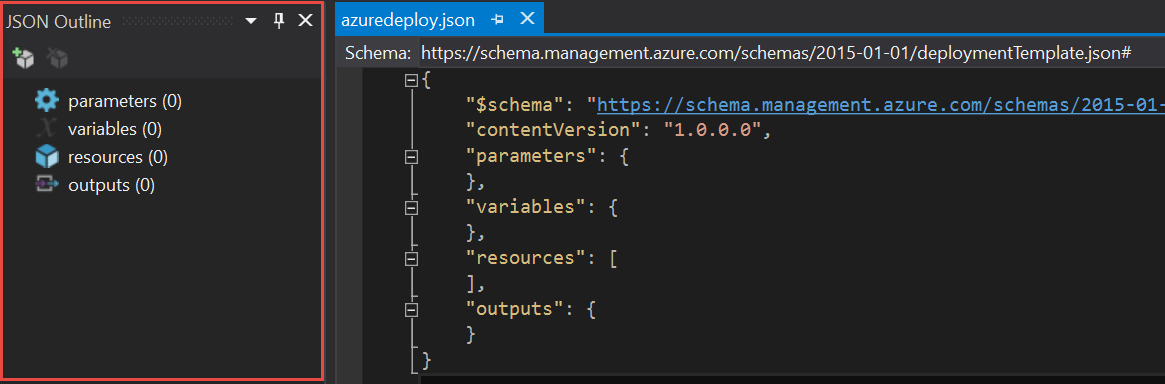 JSON Outline
parameters (0)
variables (0)
resources (0)
outputs (0)
azuredeploy.json
Schema: https://schema.management.azure.com/schemas/2015-01-01/deploymentTemplate.json#
{
"$schema": "https://schema.management.azure.com/schemas/2015-01-
"contentVersion": "1.0.0.0",
"parameters": {
},
"variables": {
},
"resources": [
],
"outputs": {
}
}